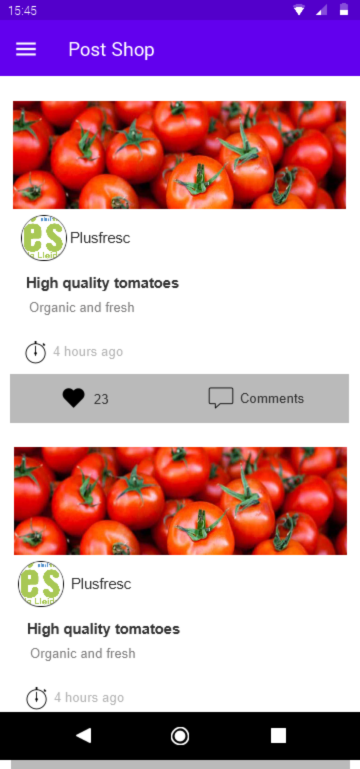 15:45
Post Shop
es
Plusfresc
High quality tomatoes
Organic and fresh
4 hours ago
23
Comments
es
Plusfresc
High quality tomatoes
Organic and fresh
4 hours ago